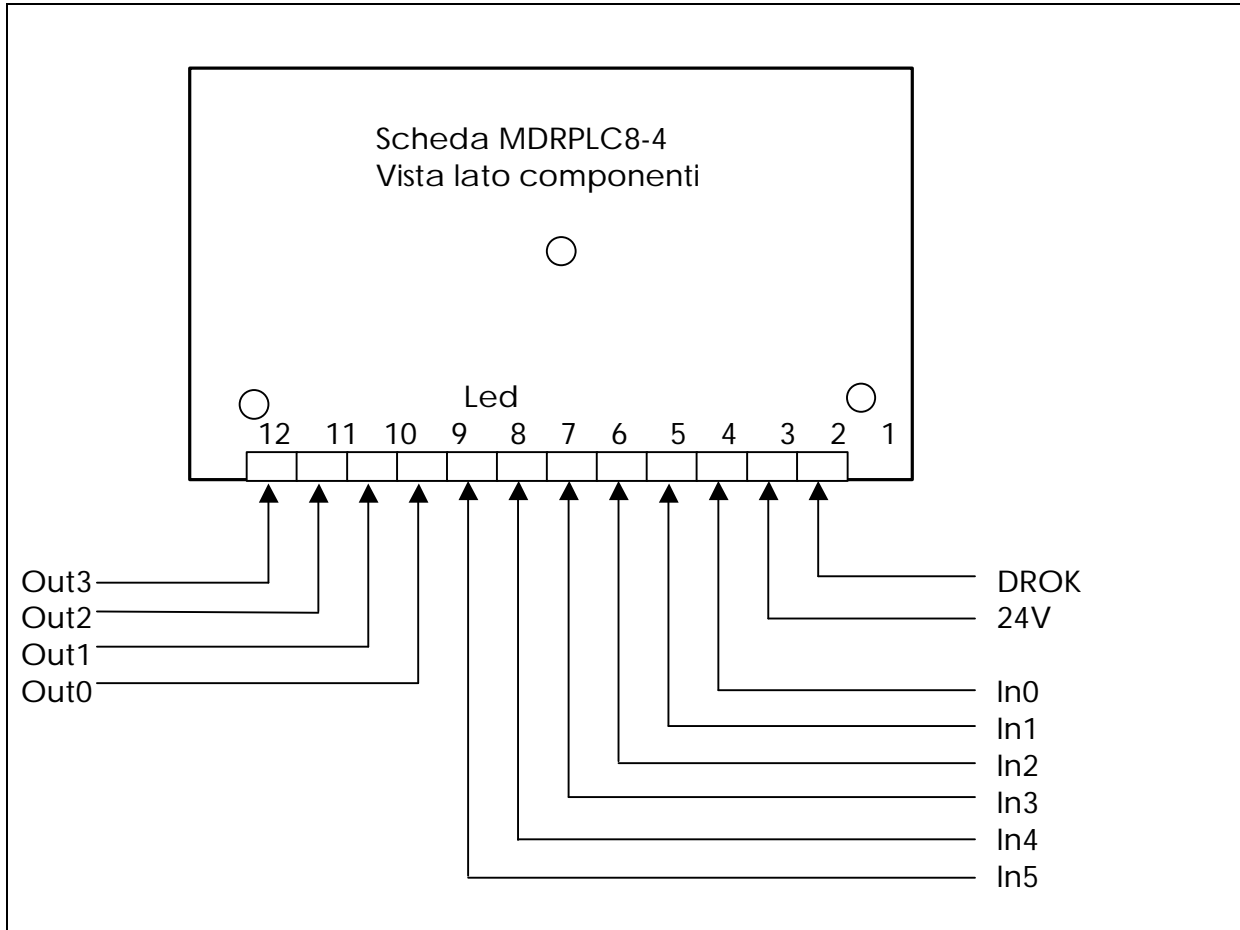 Scheda MDRPLC8-4
Vista lato componenti
Led
12 11 10 9 8 7 6 5 4 3 2 1
Out3
Out2
Out1
Out0
DROK
24V
In0
In1
In2
In3
In4
In5